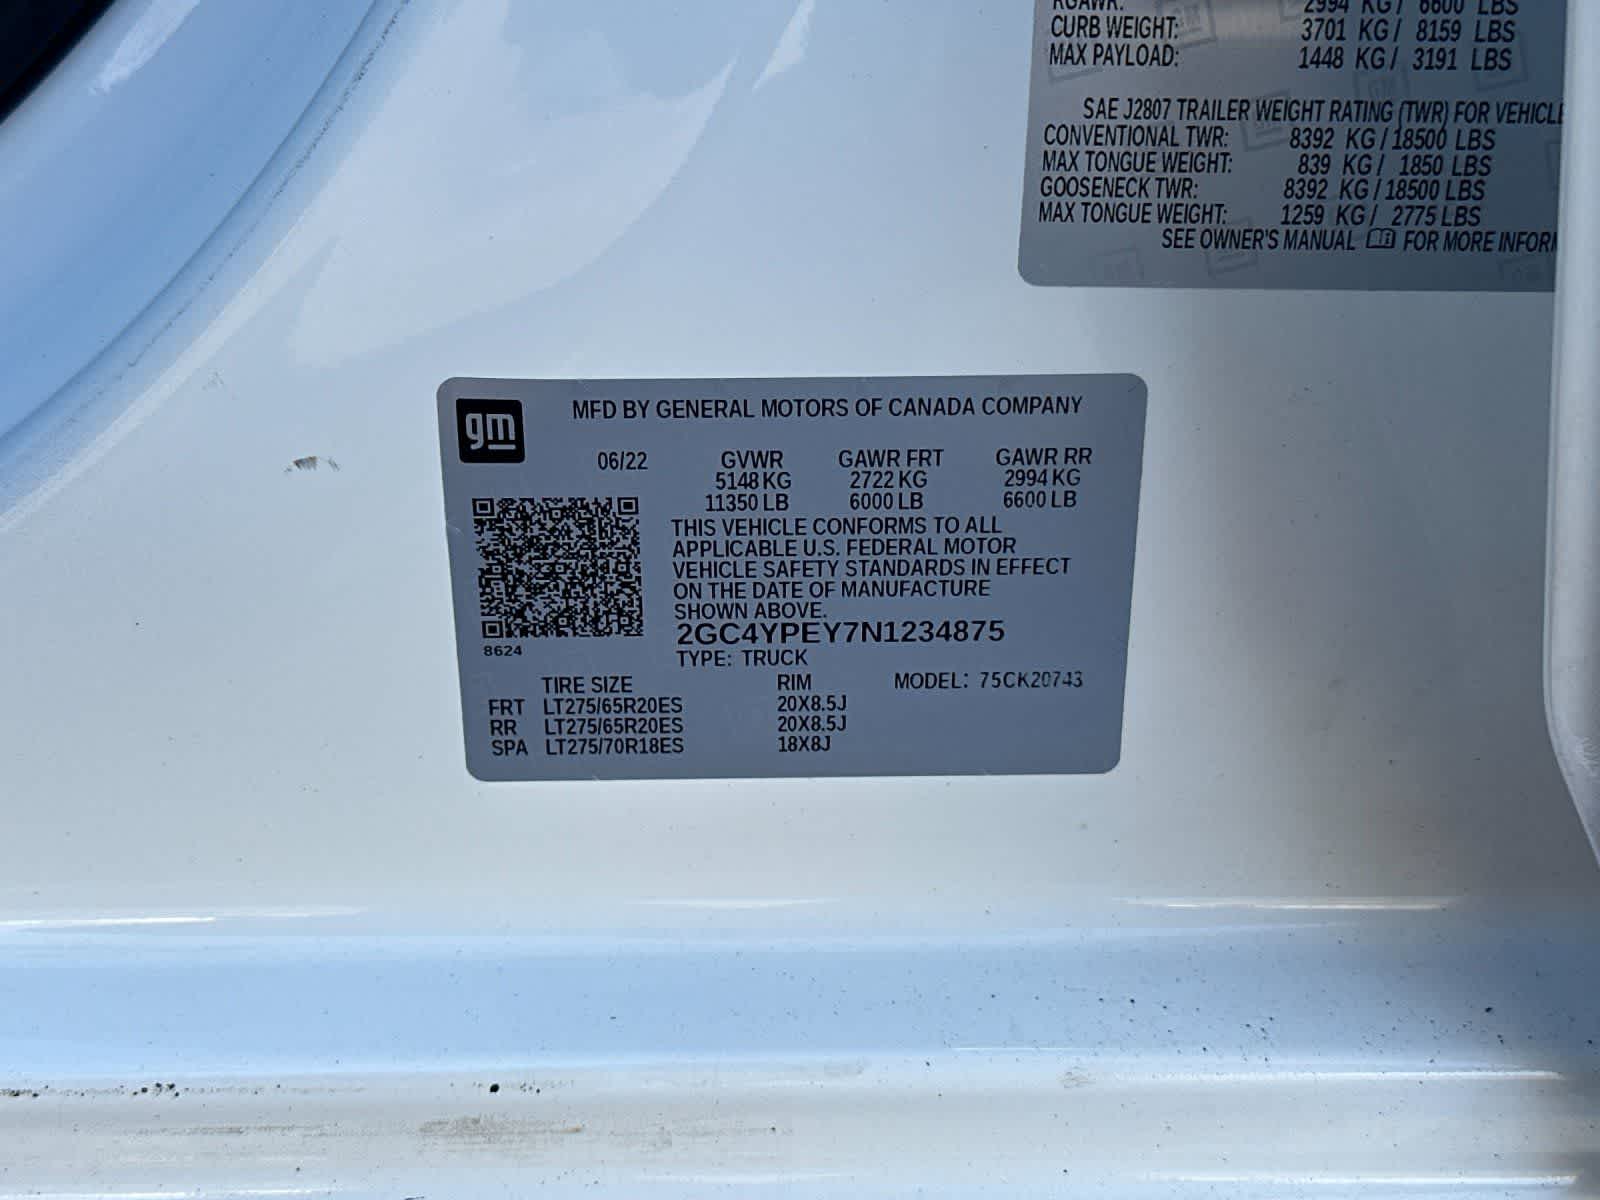 RGAWR: 2994 KG / 6600 LBS
CURB WEIGHT: 3701 KG / 8159 LBS
MAX PAYLOAD: 1448 KG / 3191 LBS
SAE J2807 TRAILER WEIGHT RATING (TWR) FOR VEHICLE
CONVENTIONAL TWR: 8392 KG / 18500 LBS
MAX TONGUE WEIGHT: 839 KG / 1850 LBS
GOOSENECK TWR: 8392 KG / 18500 LBS
MAX TONGUE WEIGHT: 1259 KG / 2775 LBS
SEE OWNER'S MANUAL FOR MORE INFORM
gm
MFD BY GENERAL MOTORS OF CANADA COMPANY
06/22 GVWR GAWR FRT GAWR RR
5148 KG 2722 KG 2994 KG
11350 LB 6000 LB 6600 LB
THIS VEHICLE CONFORMS TO ALL
APPLICABLE U.S. FEDERAL MOTOR
VEHICLE SAFETY STANDARDS IN EFFECT
ON THE DATE OF MANUFACTURE
SHOWN ABOVE.
2GC4YPEY7N1234875
8624
TYPE: TRUCK
TIRE SIZE RIM MODEL: 75CK20743
FRT LT275/65R20ES 20X8.5J
RR LT275/65R20ES 20X8.5J
SPA LT275/70R18ES 18X8J